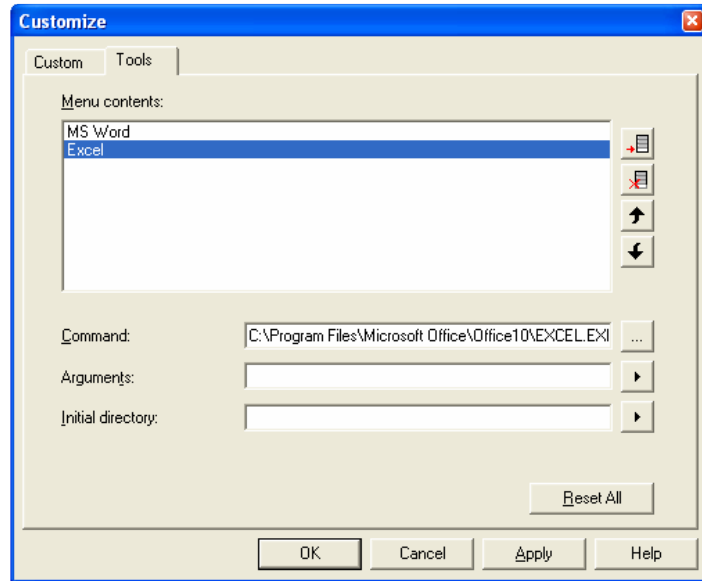 Customize
Custom
Tools
Menu contents:
MS Word
Excel
Command:
C:\Program Files\Microsoft Office\Office10\EXCEL.EXI
...
Arguments:
Initial directory:
Reset All
OK
Cancel
Apply
Help